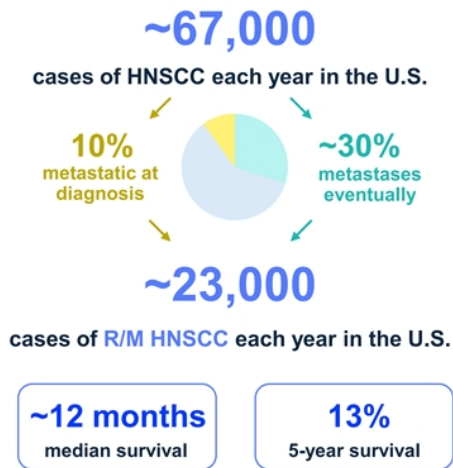 ~67,000
cases of HNSCC each year in the U.S.
10%
metastatic at
diagnosis
~30%
metastases
eventually
~23,000
cases of R/M HNSCC each year in the U.S.
~12 months
median survival
13%
5-year survival